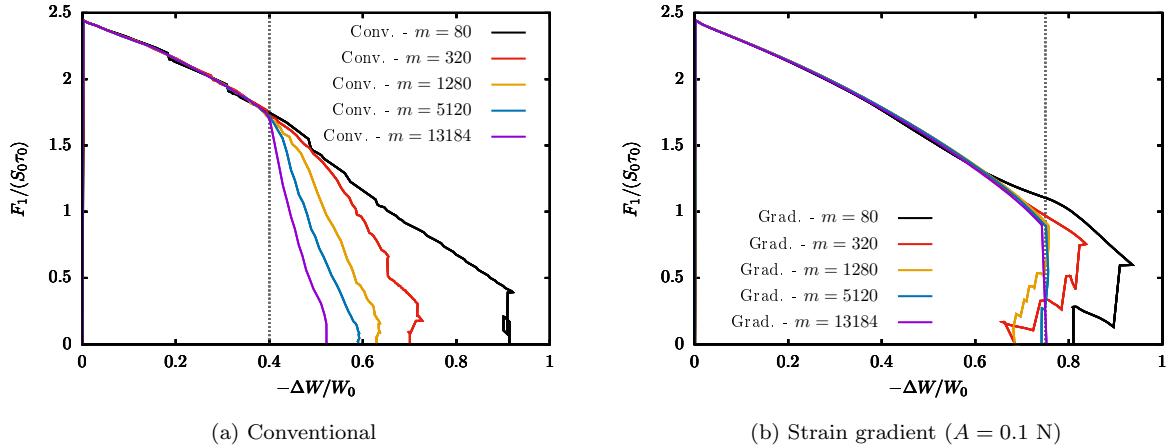 2.5
2
1.5
1
0.5
0
F₁/(S₀τ₀)
Conv. - m = 80
Conv. - m = 320
Conv. - m = 1280
Conv. - m = 5120
Conv. - m = 13184
0 0.2 0.4 0.6 0.8 1
−ΔW/W₀
(a) Conventional
2.5
2
1.5
1
0.5
0
F₁/(S₀τ₀)
Grad. - m = 80
Grad. - m = 320
Grad. - m = 1280
Grad. - m = 5120
Grad. - m = 13184
0 0.2 0.4 0.6 0.8 1
−ΔW/W₀
(b) Strain gradient (A = 0.1 N)